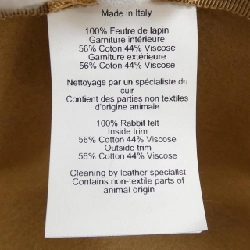 Made in Italy
100% Feutre de lapin
Garniture intérieure
56% Coton 44% Viscose
Garniture extérieure
56% Coton 44% Viscose
Nettoyage par un spécialiste du
cuir
Contient des parties non textiles
d'origine animale
100% Rabbit felt
Inside trim
56% Cotton 44% Viscose
Outside trim
56% Cotton 44% Viscose
Cleaning by leather specialist
Contains non-textile parts of
animal origin